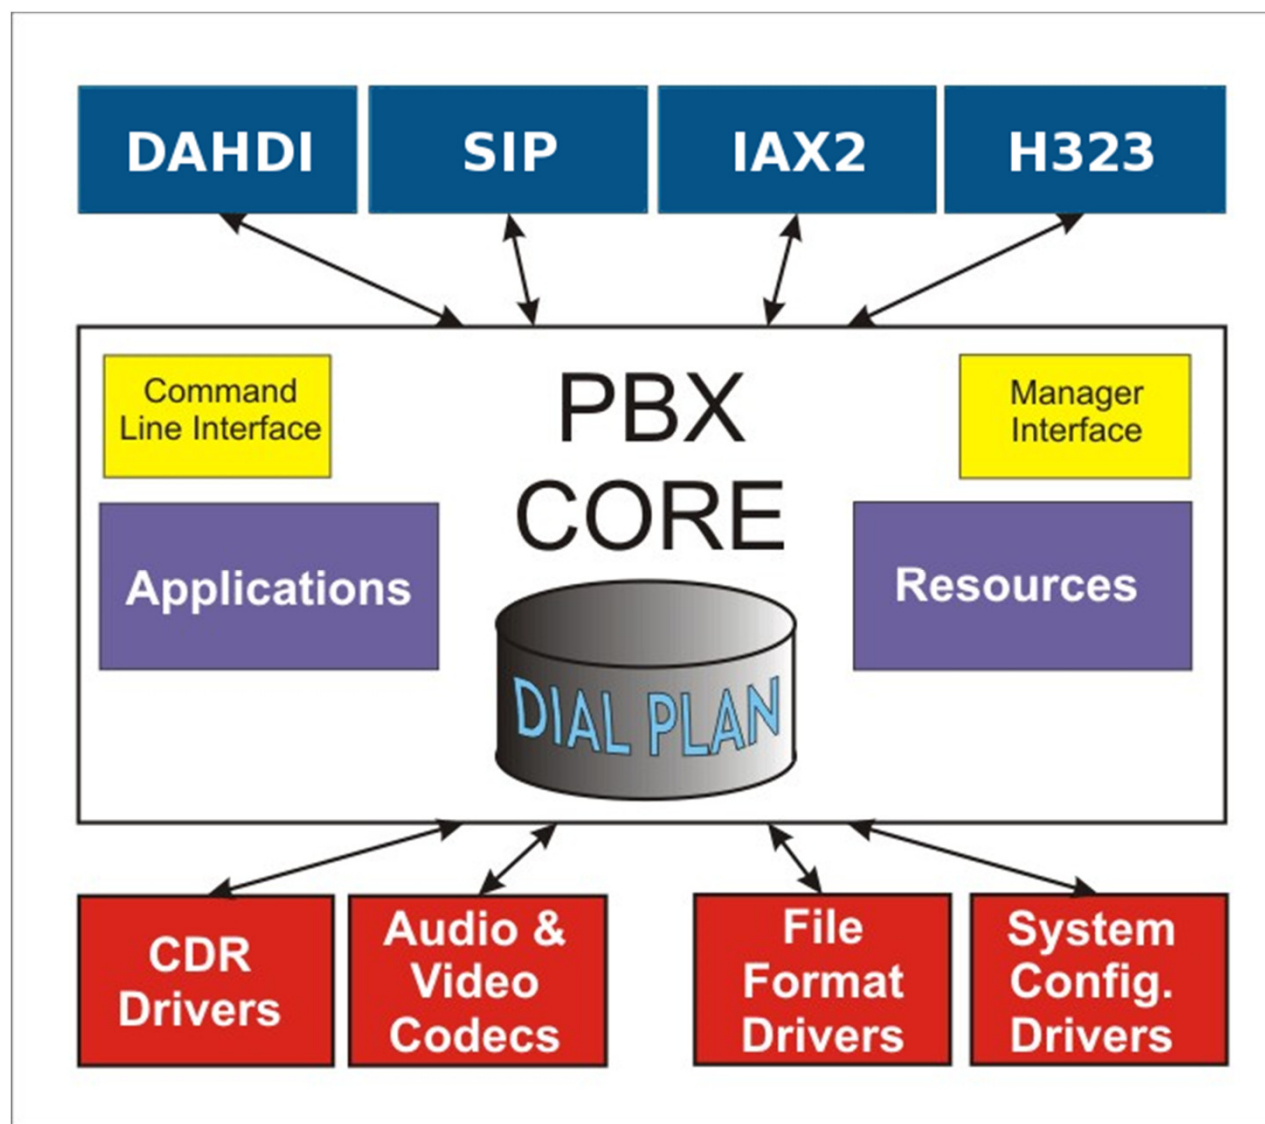 DAHDI
SIP
IAX2
H323
Command
Line Interface
PBX
CORE
Manager
Interface
Applications
Resources
DIAL PLAN
CDR
Drivers
Audio &
Video
Codecs
File
Format
Drivers
System
Config.
Drivers